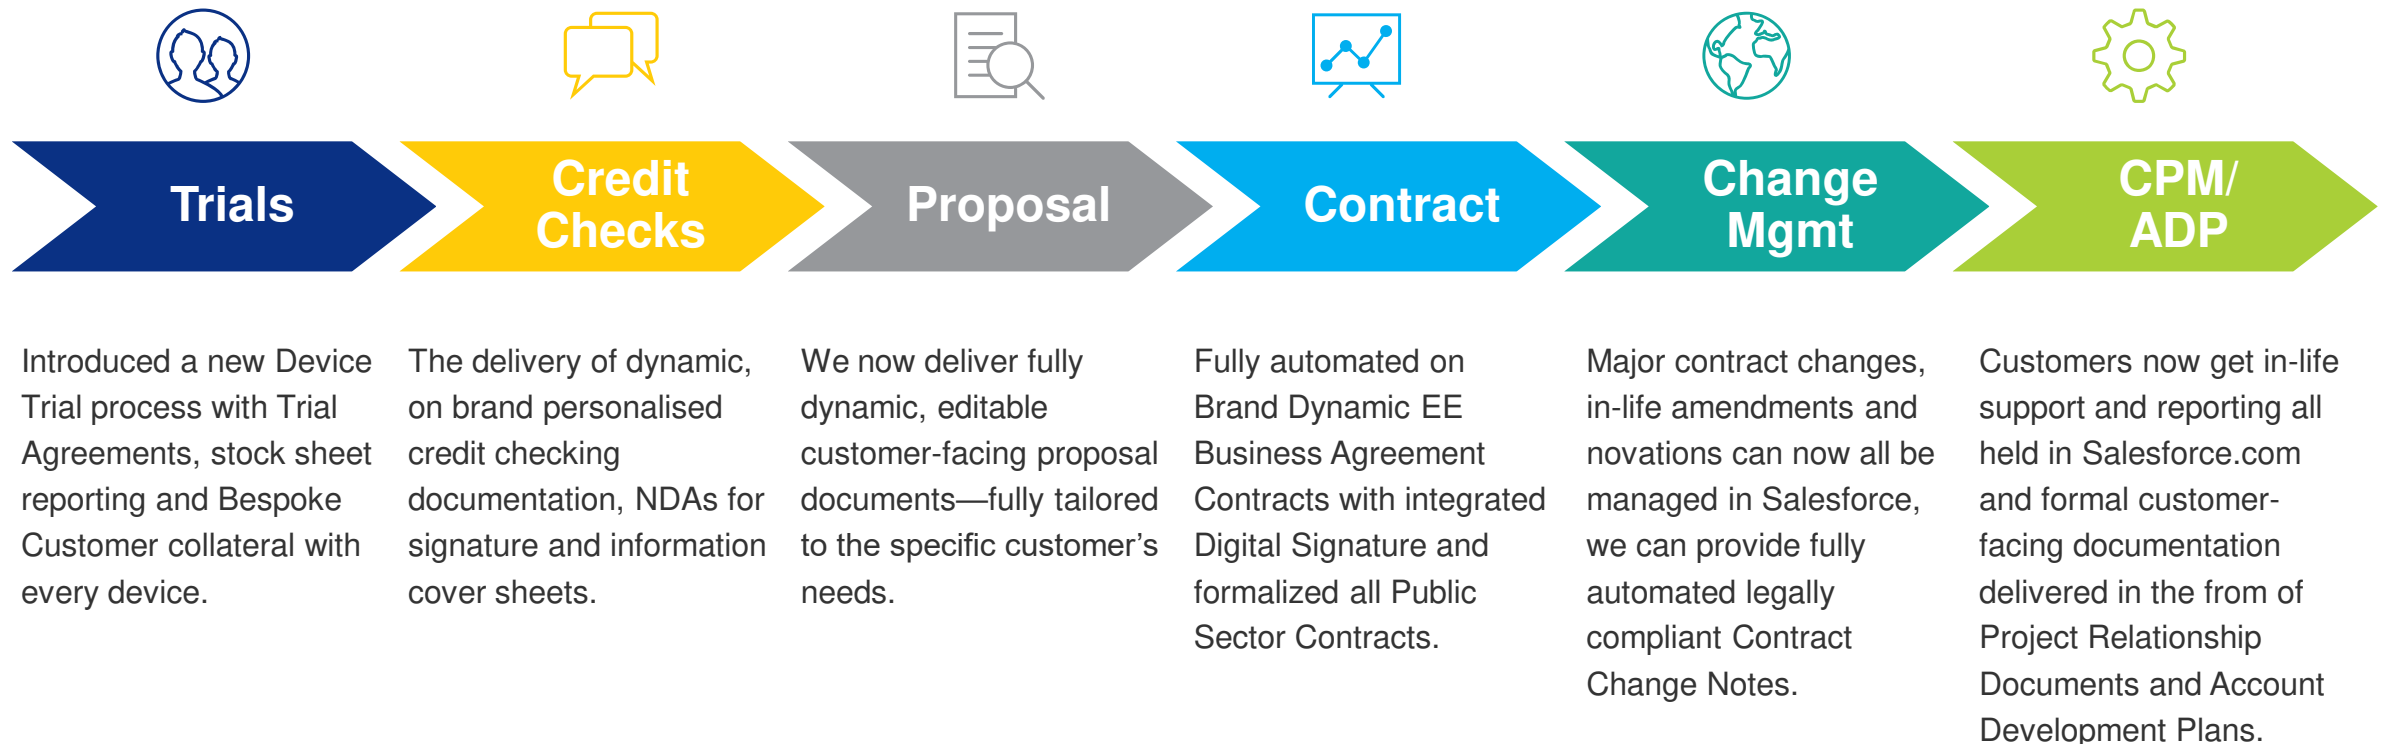 Trials
Credit
Checks
Proposal
Contract
Change
Mgmt
CPM/
ADP
Introduced a new Device
Trial process with Trial
Agreements, stock sheet
reporting and Bespoke
Customer collateral with
every device.
The delivery of dynamic,
on brand personalised
credit checking
documentation, NDAs for
signature and information
cover sheets.
We now deliver fully
dynamic, editable
customer-facing proposal
documents—fully tailored
to the specific customer’s
needs.
Fully automated on
Brand Dynamic EE
Business Agreement
Contracts with integrated
Digital Signature and
formalized all Public
Sector Contracts.
Major contract changes,
in-life amendments and
novations can now all be
managed in Salesforce,
we can provide fully
automated legally
compliant Contract
Change Notes.
Customers now get in-life
support and reporting all
held in Salesforce.com
and formal customer-
facing documentation
delivered in the from of
Project Relationship
Documents and Account
Development Plans.